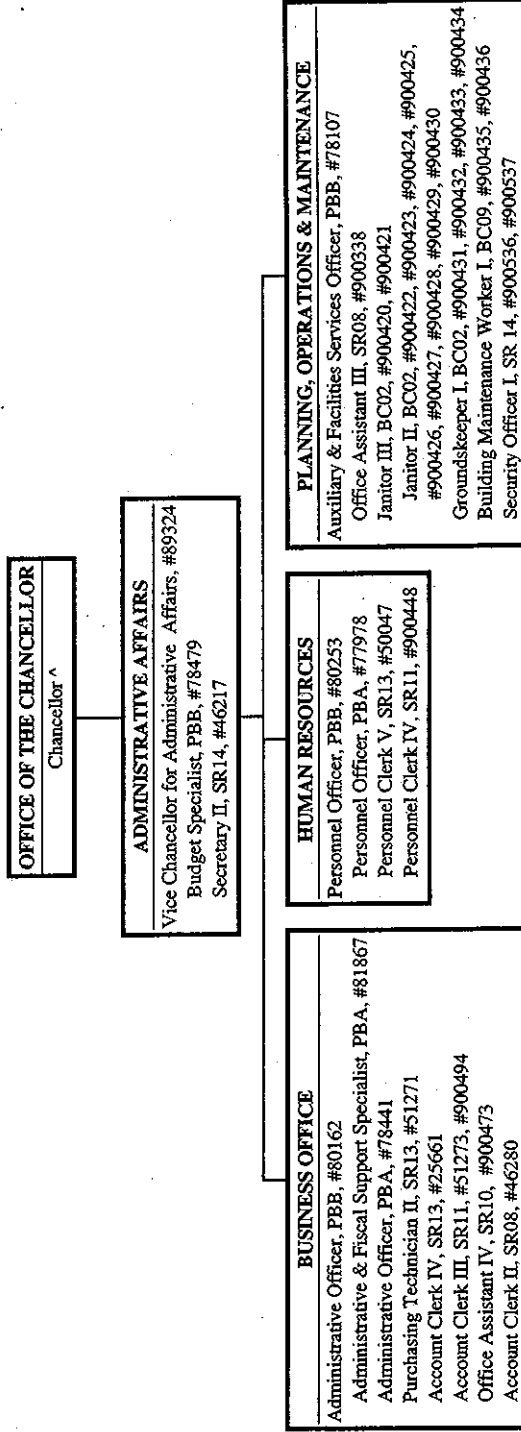 OFFICE OF THE CHANCELLOR
Chancellor ^
ADMINISTRATIVE AFFAIRS
Vice Chancellor for Administrative Affairs, #89324
Budget Specialist, PBB, #78479
Secretary II, SR14, #46217
BUSINESS OFFICE
Administrative Officer, PBB, #80162
Administrative & Fiscal Support Specialist, PBA, #81867
Administrative Officer, PBA, #78441
Purchasing Technician II, SR13, #51271
Account Clerk IV, SR13, #25661
Account Clerk III, SR11, #51273, #900494
Office Assistant IV, SR10, #900473
Account Clerk II, SR08, #46280
HUMAN RESOURCES
Personnel Officer, PBB, #80253
Personnel Officer, PBA, #77978
Personnel Clerk V, SR13, #50047
Personnel Clerk IV, SR11, #900448
PLANNING, OPERATIONS & MAINTENANCE
Auxiliary & Facilities Services Officer, PBB, #78107
Office Assistant III, SR08, #900338
Janitor III, BC02, #900420, #900421
Janitor II, BC02, #900422, #900423, #900424, #900425,
#900426, #900427, #900428, #900429, #900430
Groundskeeper I, BC02, #900431, #900432, #900433, #900434
Building Maintenance Worker I, BC09, #900435, #900436
Security Officer I, SR 14, #900536, #900537